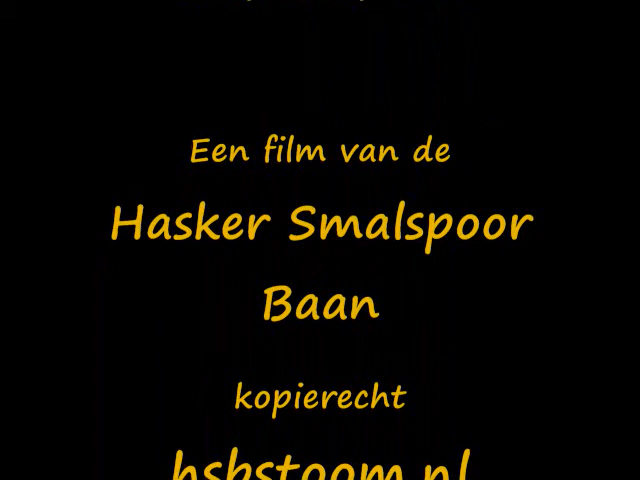 Een film van de
Hasker Smalspoor
Baan
kopierecht
hsbstoom.nl